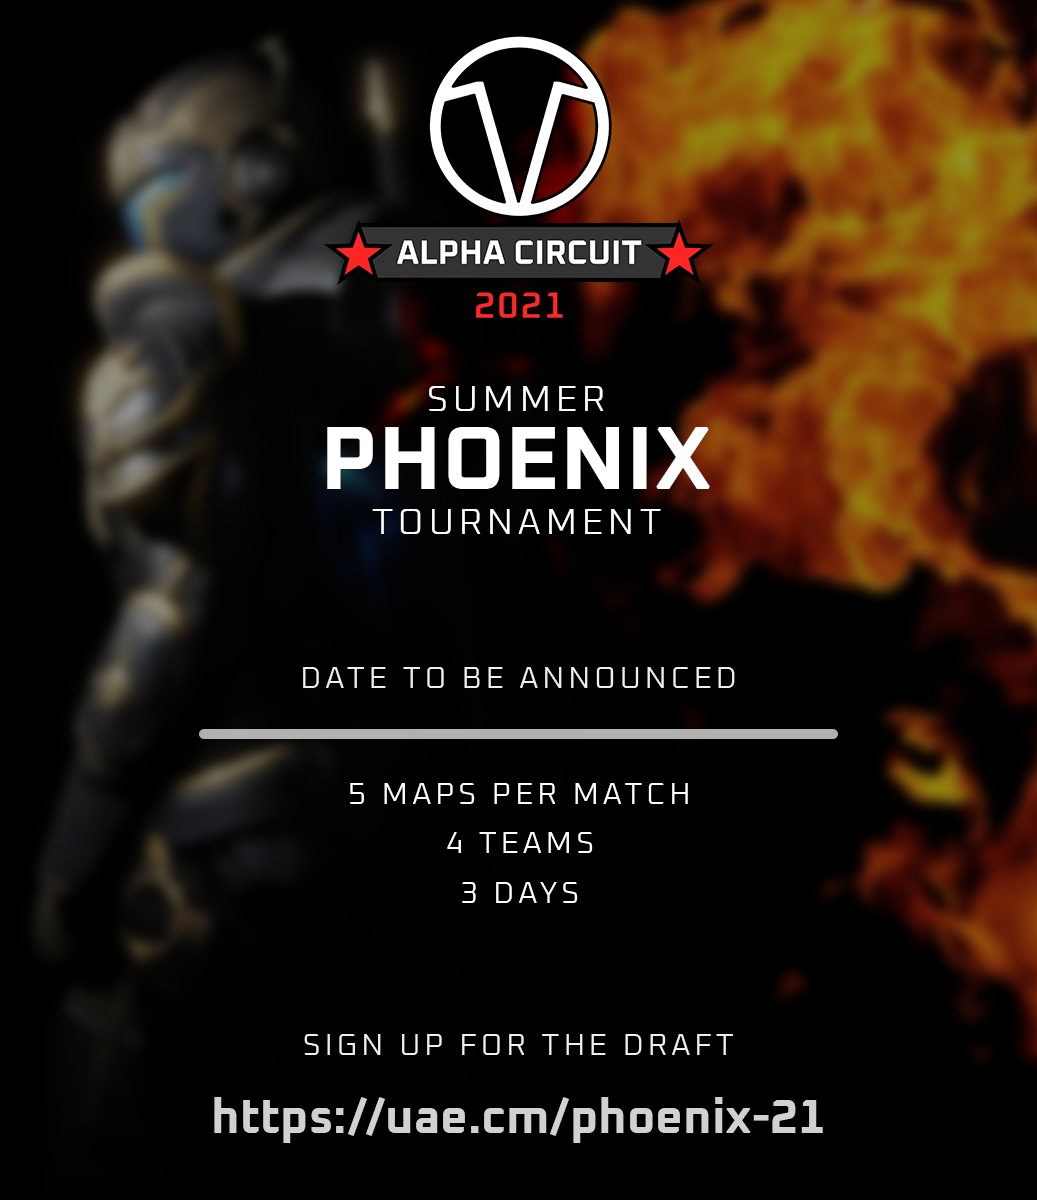 ALPHA CIRCUIT
2021
SUMMER
PHOENIX
TOURNAMENT
DATE TO BE ANNOUNCED
5 MAPS PER MATCH
4 TEAMS
3 DAYS
SIGN UP FOR THE DRAFT
https://uae.cm/phoenix-21